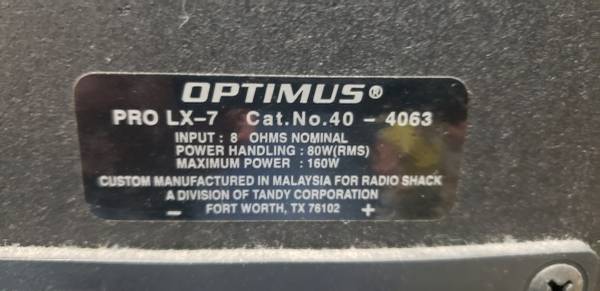 OPTIMUS®
PRO LX-7 Cat.No.40 - 4063
INPUT : 8 OHMS NOMINAL
POWER HANDLING : 80W(RMS)
MAXIMUM POWER : 160W
CUSTOM MANUFACTURED IN MALAYSIA FOR RADIO SHACK
A DIVISION OF TANDY CORPORATION
– FORT WORTH, TX 76102 +